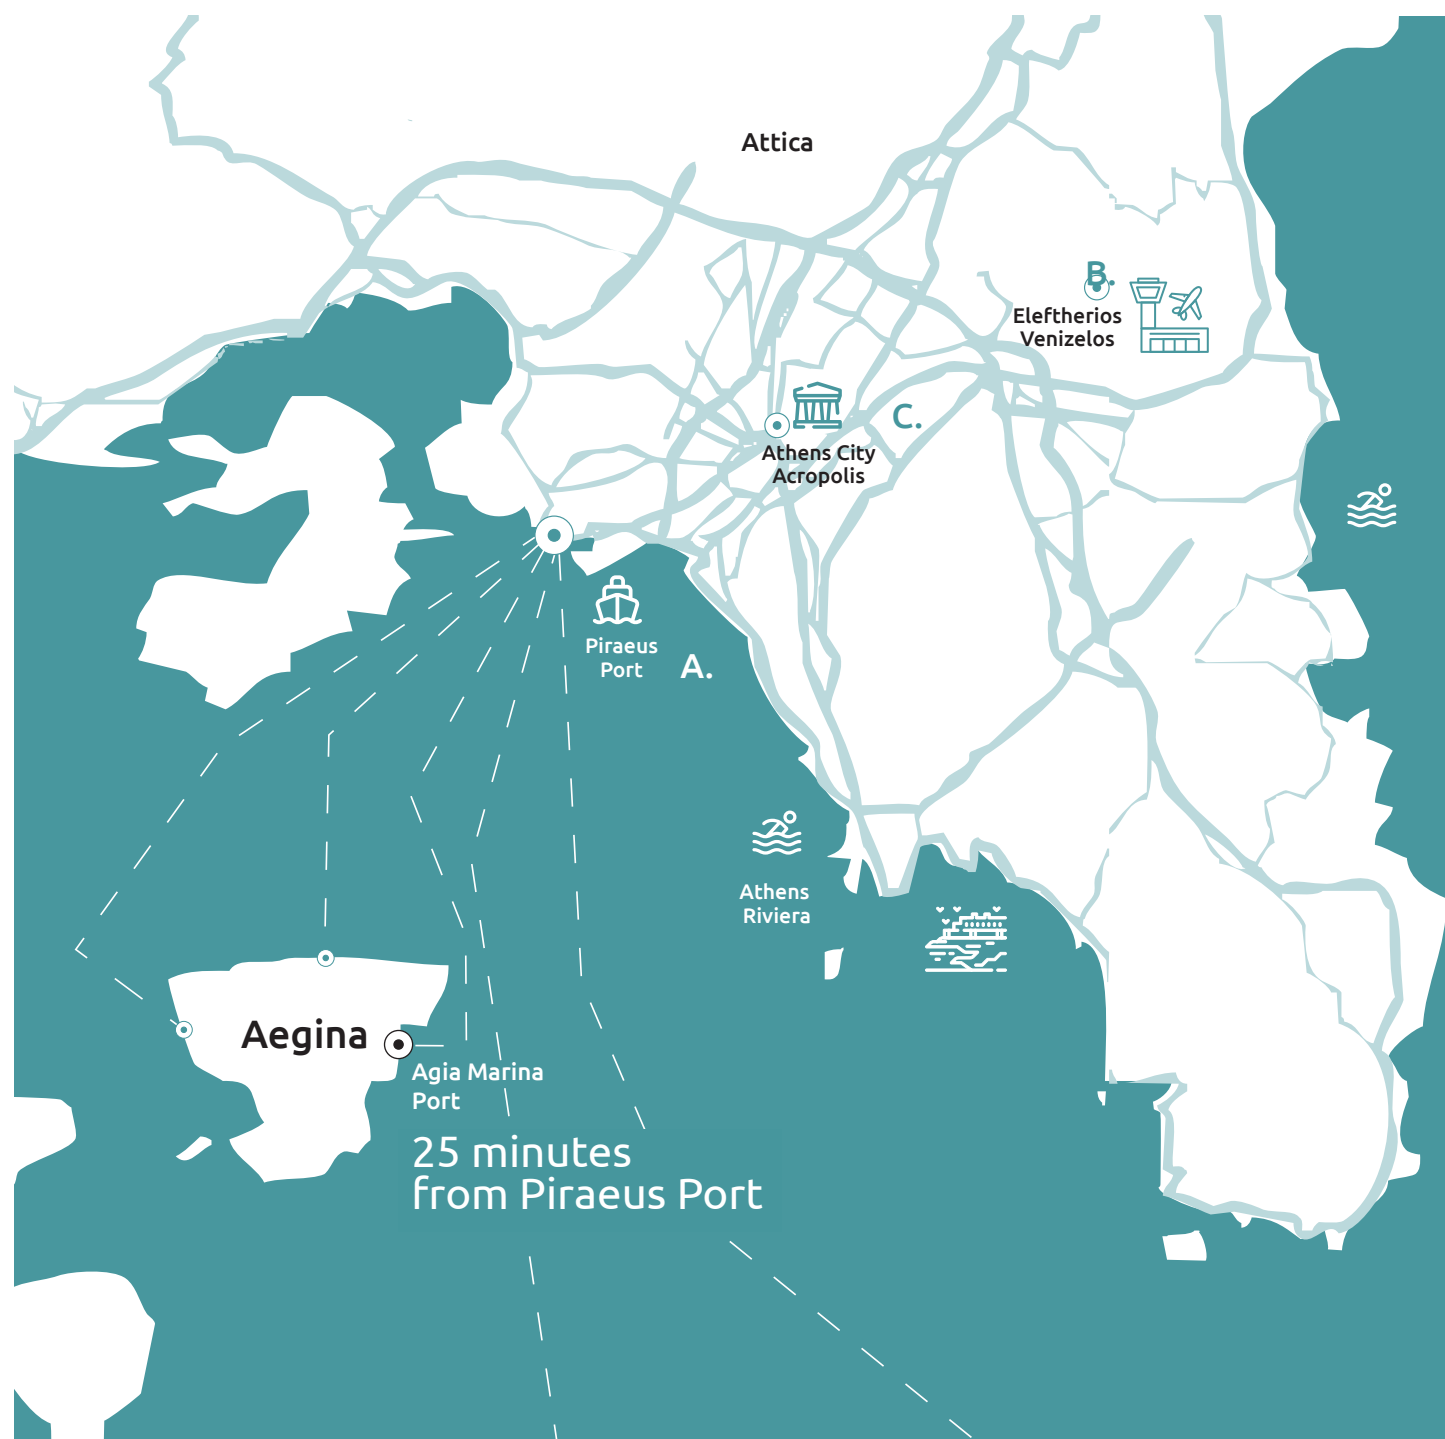 Attica
B.
Eleftherios
Venizelos
C.
Athens City
Acropolis
Piraeus
Port
A.
Athens
Riviera
Aegina
Agia Marina
Port
25 minutes
from Piraeus Port